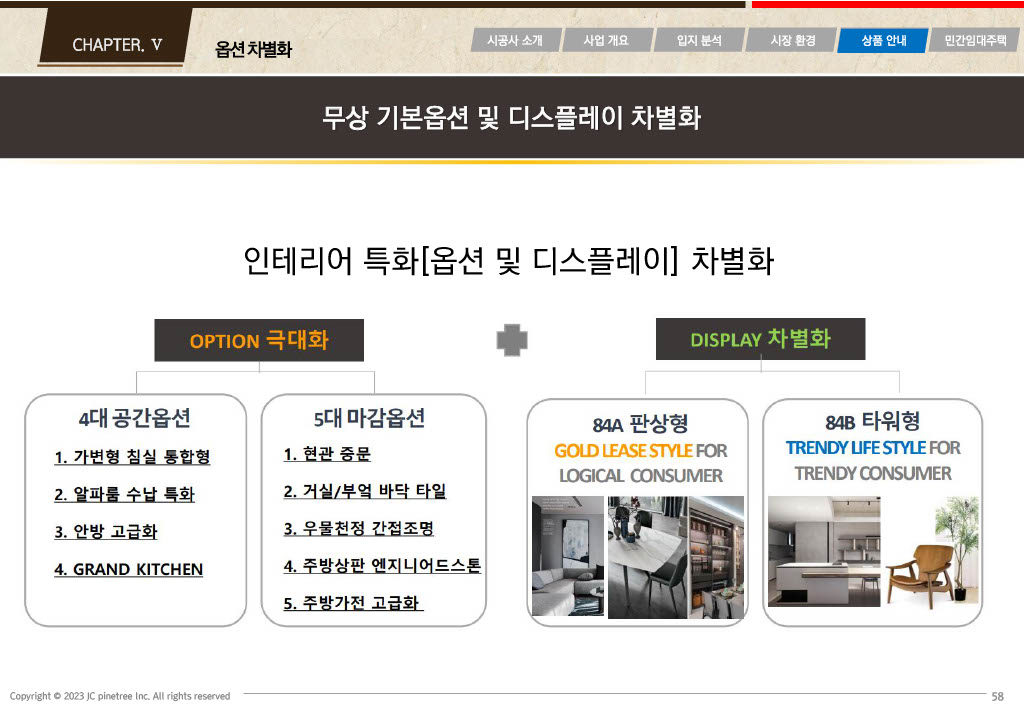 CHAPTER. Ⅴ
옵션 차별화
시공사 소개
사업 개요
입지 분석
시장 환경
상품 안내
민간임대주택
무상 기본옵션 및 디스플레이 차별화
인테리어 특화[옵션 및 디스플레이] 차별화
OPTION 극대화
DISPLAY 차별화
4대 공간옵션
1. 가변형 침실 통합형
2. 알파룸 수납 특화
3. 안방 고급화
4. GRAND KITCHEN
5대 마감옵션
1. 현관 중문
2. 거실/부엌 바닥 타일
3. 우물천정 간접조명
4. 주방상판 엔지니어드스톤
5. 주방가전 고급화
84A 판상형
GOLD LEASE STYLE FOR
LOGICAL CONSUMER
84B 타워형
TRENDY LIFE STYLE FOR
TRENDY CONSUMER
Copyright © 2023 JC pinetree Inc. All rights reserved
58